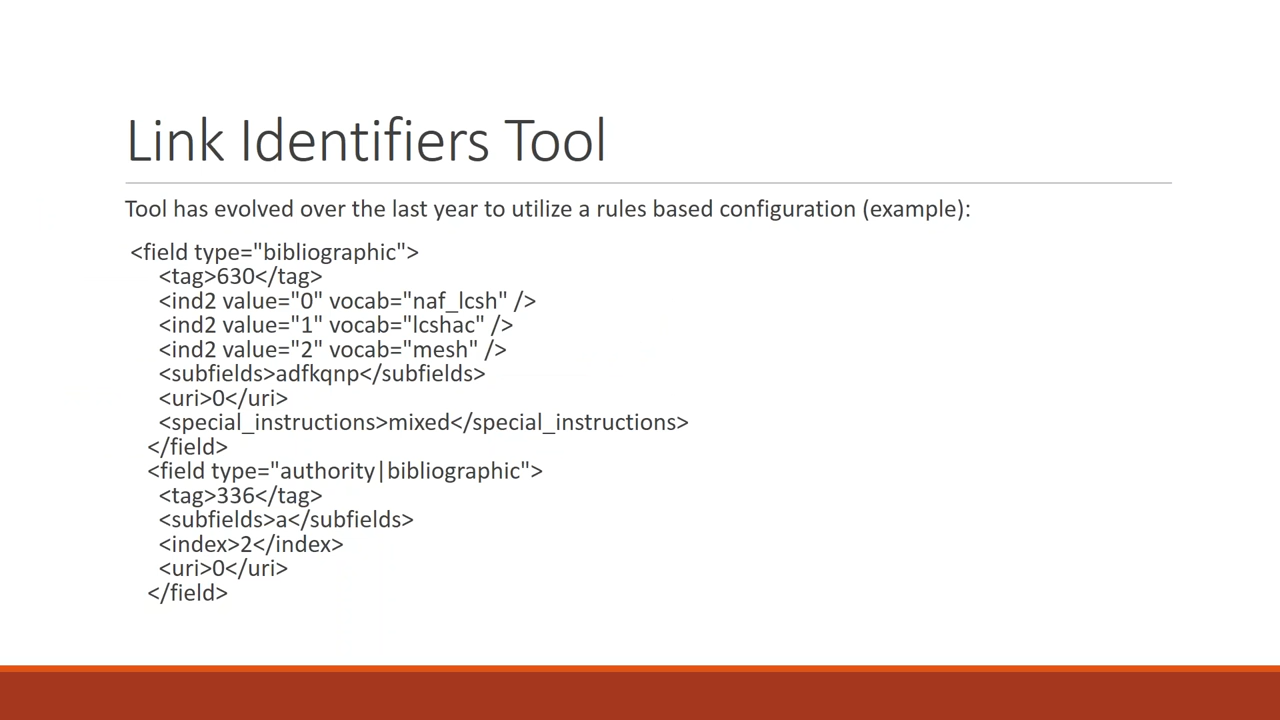 Link Identifiers Tool
Tool has evolved over the last year to utilize a rules based configuration (example):
<field type="bibliographic">
<tag>630</tag>
<ind2 value="0" vocab="naf_lcsh" />
<ind2 value="1" vocab="lcshac" />
<ind2 value="2" vocab="mesh" />
<subfields>adfkqnp</subfields>
<uri>0</uri>
<special_instructions>mixed</special_instructions>
</field>
<field type="authority|bibliographic">
<tag>336</tag>
<subfields>a</subfields>
<index>2</index>
<uri>0</uri>
</field>